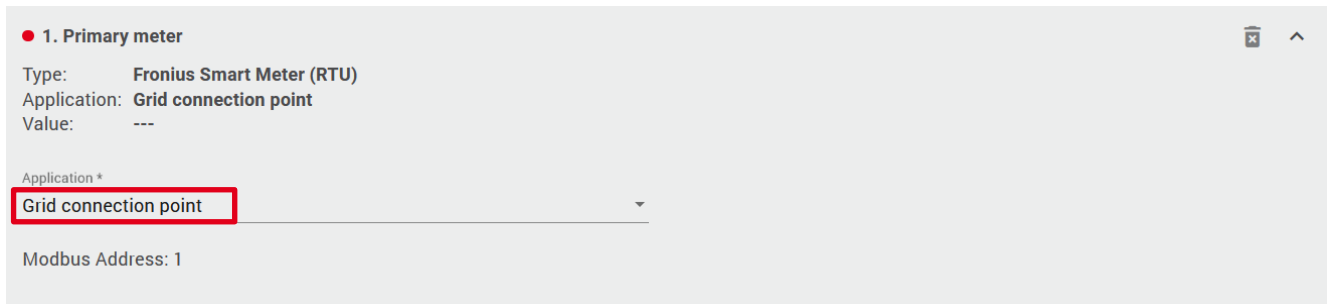 1. Primary meter
Type: Fronius Smart Meter (RTU)
Application: Grid connection point
Value: ---
Application *
Grid connection point
Modbus Address: 1